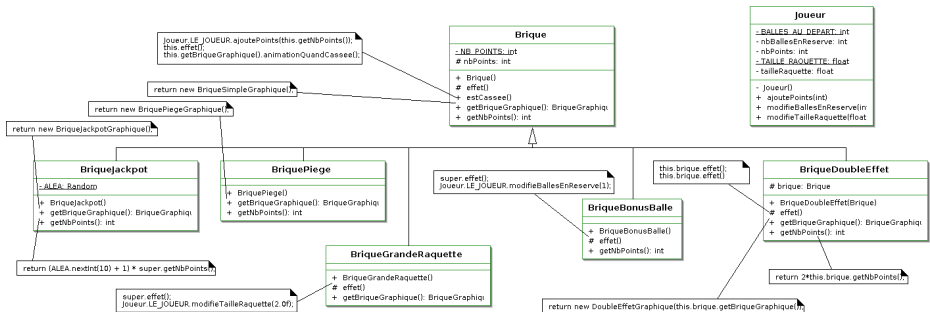 Joueur.LE_JOUEUR.ajoutePoints(this.getNbPoints());
this.effet();
this.getBriqueGraphique().animationQuandCassee();
Brique
- NB_POINTS: int
# nbPoints: int
+ Brique()
# effet()
+ estCassee()
+ getBriqueGraphique(): BriqueGraphiqu
+ getNbPoints(): int
Joueur
- BALLES_AU_DEPART: int
- nbBallesEnReserve: int
- nbPoints: int
- TAILLE_RAQUETTE: float
- tailleRaquette: float
- Joueur()
+ ajoutePoints(int)
+ modifieBallesEnReserve(in
+ modifieTailleRaquette(float
return new BriqueSimpleGraphique();
return new BriquePiegeGraphique();
return new BriqueJackpotGraphique();
BriqueJackpot
- ALEA: Random
+ BriqueJackpot()
+ getBriqueGraphique(): BriqueGraphiqu
+ getNbPoints(): int
BriquePiege
+ BriquePiege()
+ getBriqueGraphique(): BriqueGraphiqu
+ getNbPoints(): int
super.effet();
Joueur.LE_JOUEUR.modifieBallesEnReserve(1);
BriqueBonusBalle
+ BriqueBonusBalle()
# effet()
+ getNbPoints(): int
this.brique.effet();
this.brique.effet()
BriqueDoubleEffet
# brique: Brique
+ BriqueDoubleEffet(Brique)
# effet()
+ getBriqueGraphique(): BriqueGraphiqu
+ getNbPoints(): int
return (ALEA.nextInt(10) + 1) * super.getNbPoints();
BriqueGrandeRaquette
+ BriqueGrandeRaquette()
# effet()
+ getBriqueGraphique(): BriqueGraphiqu
super.effet();
Joueur.LE_JOUEUR.modifieTailleRaquette(2.0f);
return 2*this.brique.getNbPoints();
return new DoubleEffetGraphique(this.brique.getBriqueGraphique());